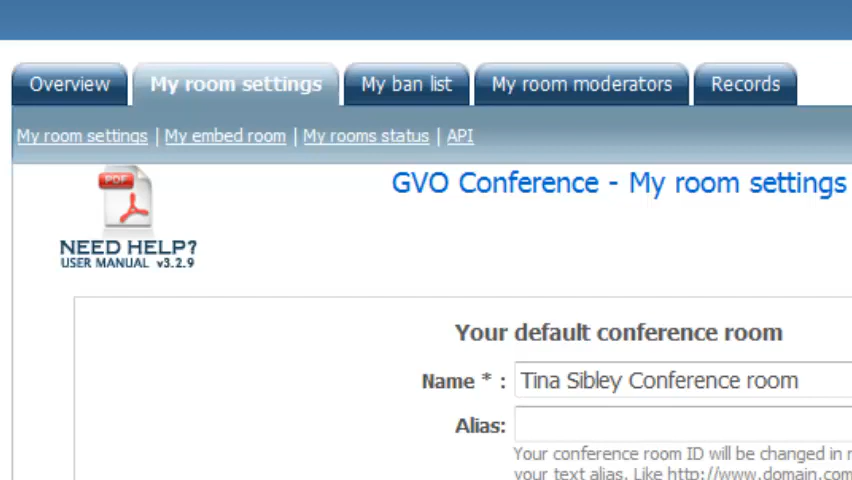 Overview My room settings My ban list My room moderators Records
My room settings | My embed room | My rooms status | API
PDF
GVO Conference - My room settings
NEED HELP?
USER MANUAL v3.2.9
Your default conference room
Name * : Tina Sibley Conference room
Alias:
Your conference room ID will be changed in
your text alias. Like http://www.domain.com